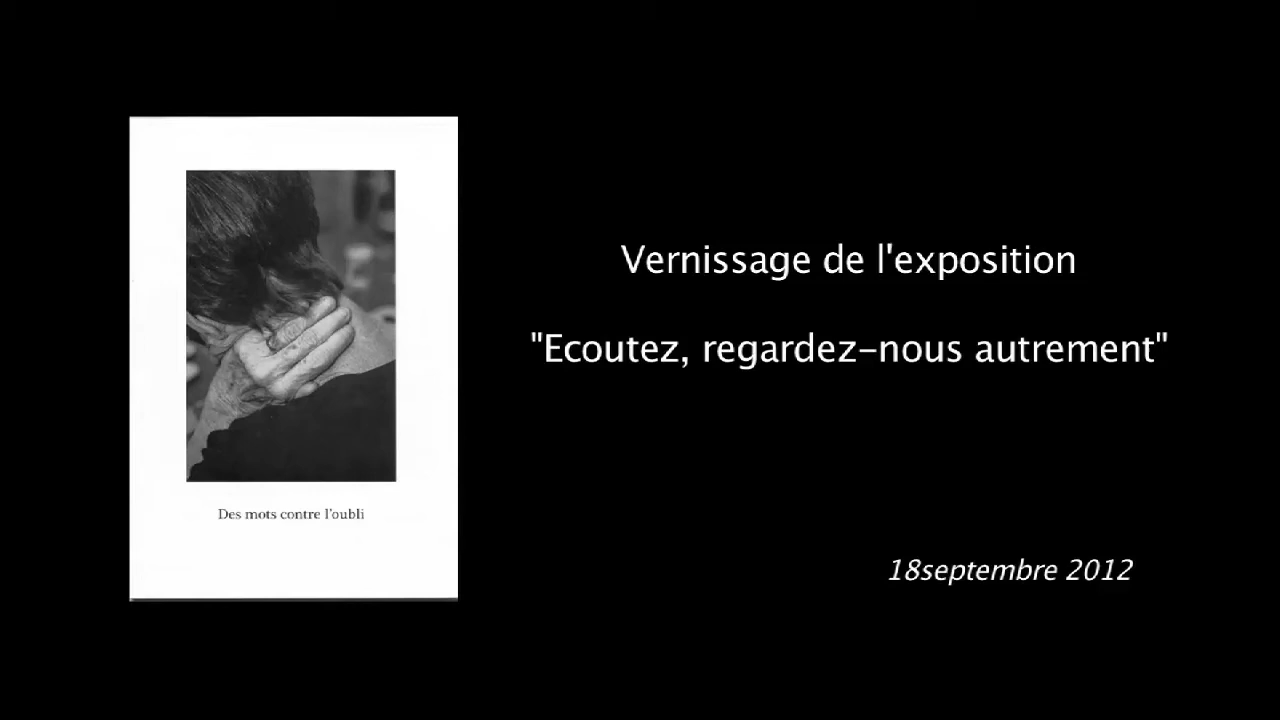 Des mots contre l'oubli
Vernissage de l'exposition
"Ecoutez, regardez-nous autrement"
18septembre 2012